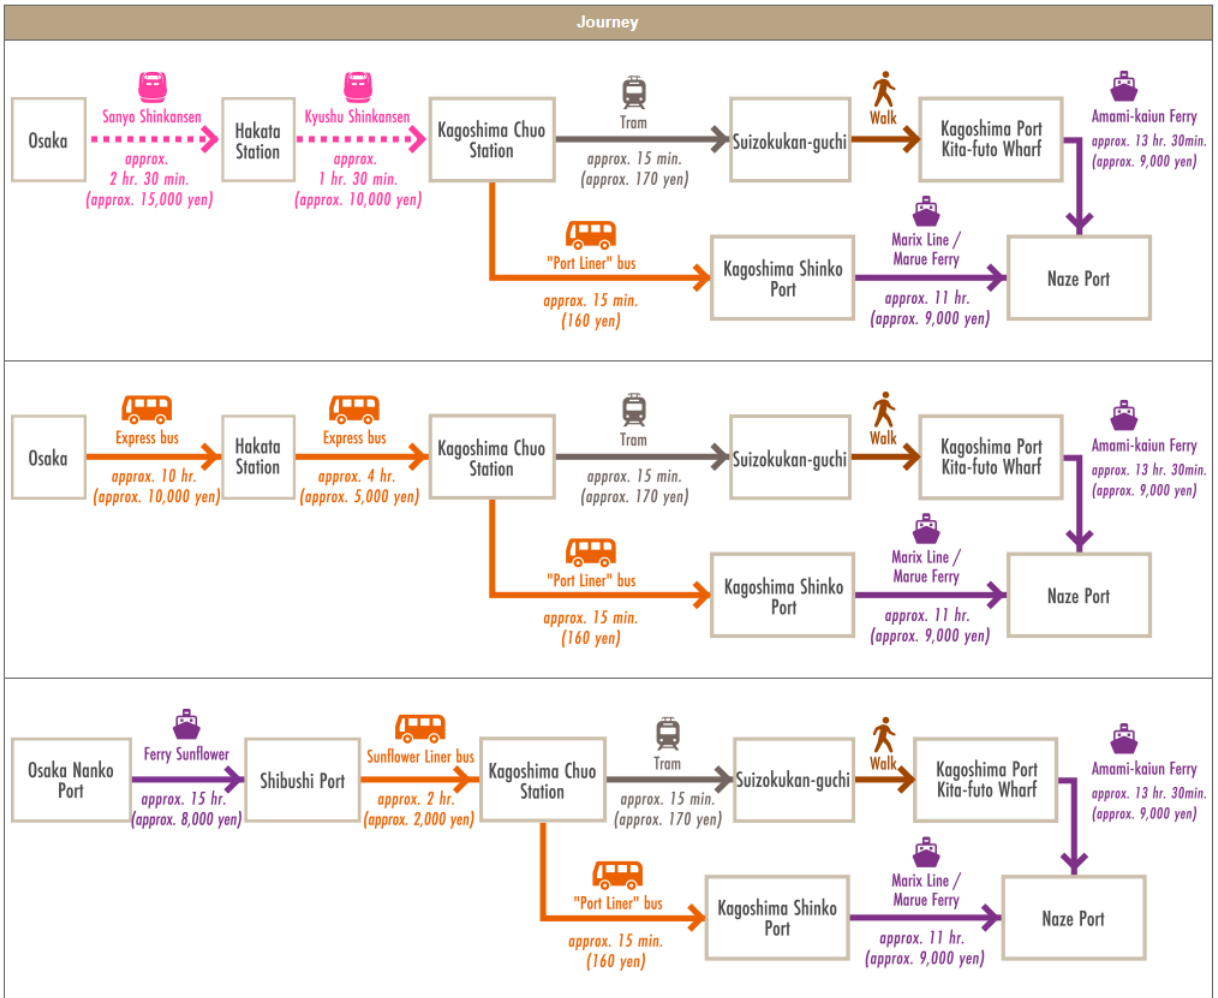 Journey
Osaka
Sanyo Shinkansen
approx.
2 hr. 30 min.
(approx. 15,000 yen)
Hakata
Station
Kyushu Shinkansen
approx.
1 hr. 30 min.
(approx. 10,000 yen)
Kagoshima Chuo
Station
Tram
approx. 15 min.
(approx. 170 yen)
Suizokukan-guchi
Walk
Kagoshima Port
Kita-futo Wharf
Amami-kaiun Ferry
approx. 13 hr. 30min.
(approx. 9,000 yen)
"Port Liner" bus
approx. 15 min.
(160 yen)
Kagoshima Shinko
Port
Marix Line /
Marue Ferry
approx. 11 hr.
(approx. 9,000 yen)
Naze Port
Osaka
Express bus
approx. 10 hr.
(approx. 10,000 yen)
Hakata
Station
Express bus
approx. 4 hr.
(approx. 5,000 yen)
Kagoshima Chuo
Station
Tram
approx. 15 min.
(approx. 170 yen)
Suizokukan-guchi
Walk
Kagoshima Port
Kita-futo Wharf
Amami-kaiun Ferry
approx. 13 hr. 30min.
(approx. 9,000 yen)
"Port Liner" bus
approx. 15 min.
(160 yen)
Kagoshima Shinko
Port
Marix Line /
Marue Ferry
approx. 11 hr.
(approx. 9,000 yen)
Naze Port
Osaka Nanko
Port
Ferry Sunflower
approx. 15 hr.
(approx. 8,000 yen)
Shibushi Port
Sunflower Liner bus
approx. 2 hr.
(approx. 2,000 yen)
Kagoshima Chuo
Station
Tram
approx. 15 min.
(approx. 170 yen)
Suizokukan-guchi
Walk
Kagoshima Port
Kita-futo Wharf
Amami-kaiun Ferry
approx. 13 hr. 30min.
(approx. 9,000 yen)
"Port Liner" bus
approx. 15 min.
(160 yen)
Kagoshima Shinko
Port
Marix Line /
Marue Ferry
approx. 11 hr.
(approx. 9,000 yen)
Naze Port